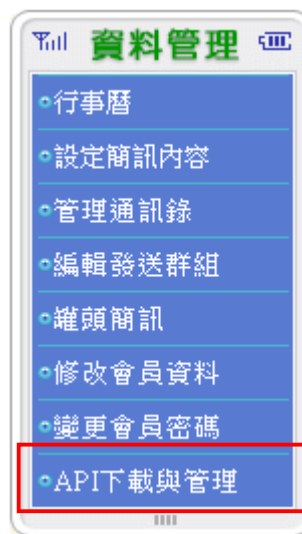 資料管理
行事曆
設定簡訊內容
管理通訊錄
編輯發送群組
罐頭簡訊
修改會員資料
變更會員密碼
API下載與管理